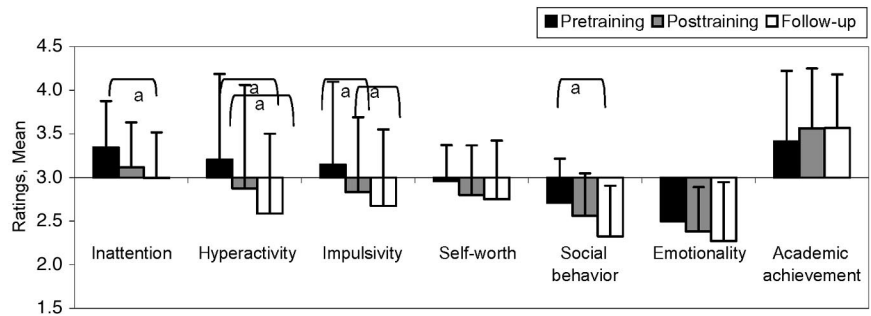 Pretraining Posttraining Follow-up
4.5
4.0
3.5
3.0
2.5
2.0
1.5
Ratings, Mean
a
a
a
a
a
a
Inattention Hyperactivity Impulsivity Self-worth Social behavior Emotionality Academic achievement